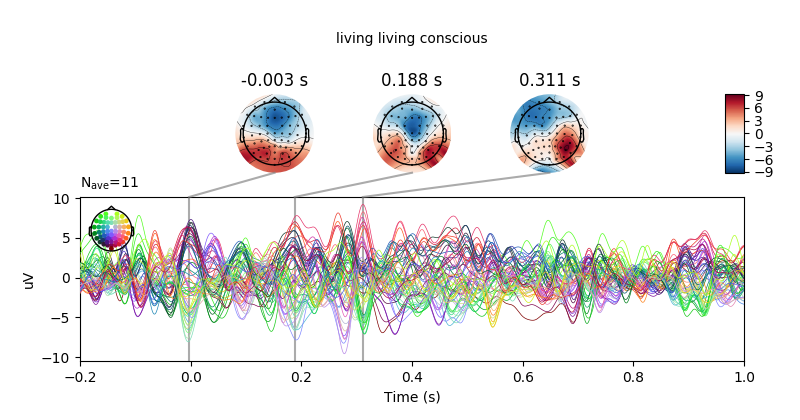 living living conscious
-0.003 s
0.188 s
0.311 s
9
6
3
0
−3
−6
−9
Nave=11
10
5
0
−5
−10
uV
−0.2
0.0
0.2
0.4
0.6
0.8
1.0
Time (s)